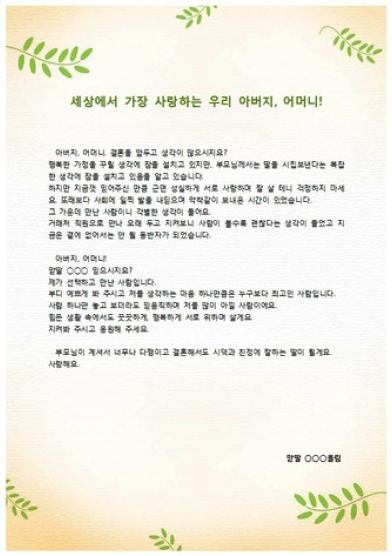 세상에서 가장 사랑하는 우리 아버지, 어머니!
아버지, 어머니. 결혼을 앞두고 생각이 많으시지요?
행복한 가정을 꾸릴 생각에 잠을 설치고 있지만, 부모님께서는 딸을 시집보낸다는 복잡
한 생각에 잠을 설치고 있음을 알고 있습니다.
하지만 지금껏 믿어주신 만큼 근면 성실하게 서로 사랑하며 잘 살 테니 걱정하지 마세
요. 또래보다 사회에 일찍 발을 내딛으며 악착같이 보내온 시간이 있었습니다.
그 가운데 만난 사람이니 각별한 생각이 들어요.
거래처 직원으로 만나 오래 두고 지켜보니 사람이 볼수록 괜찮다는 생각이 들었고 지
금은 곁에 없어서는 안 될 동반자가 되었습니다.
아버지, 어머니!
맏딸 ○○○ 믿으시지요?
제가 선택하고 만난 사람입니다.
부디 예쁘게 봐 주시고 저를 생각하는 마음 하나만큼은 누구보다 최고인 사람입니다.
사람 하나만 놓고 보더라도 믿음직하며 저를 많이 아낄 사람이에요.
힘든 생활 속에서도 꿋꿋하게, 행복하게 서로 위하며 살게요.
지켜봐 주시고 응원해 주세요.
부모님이 계셔서 너무나 다행이고 결혼해서도 시댁과 친정에 잘하는 딸이 될게요.
사랑해요.
맏딸 ○○○올림